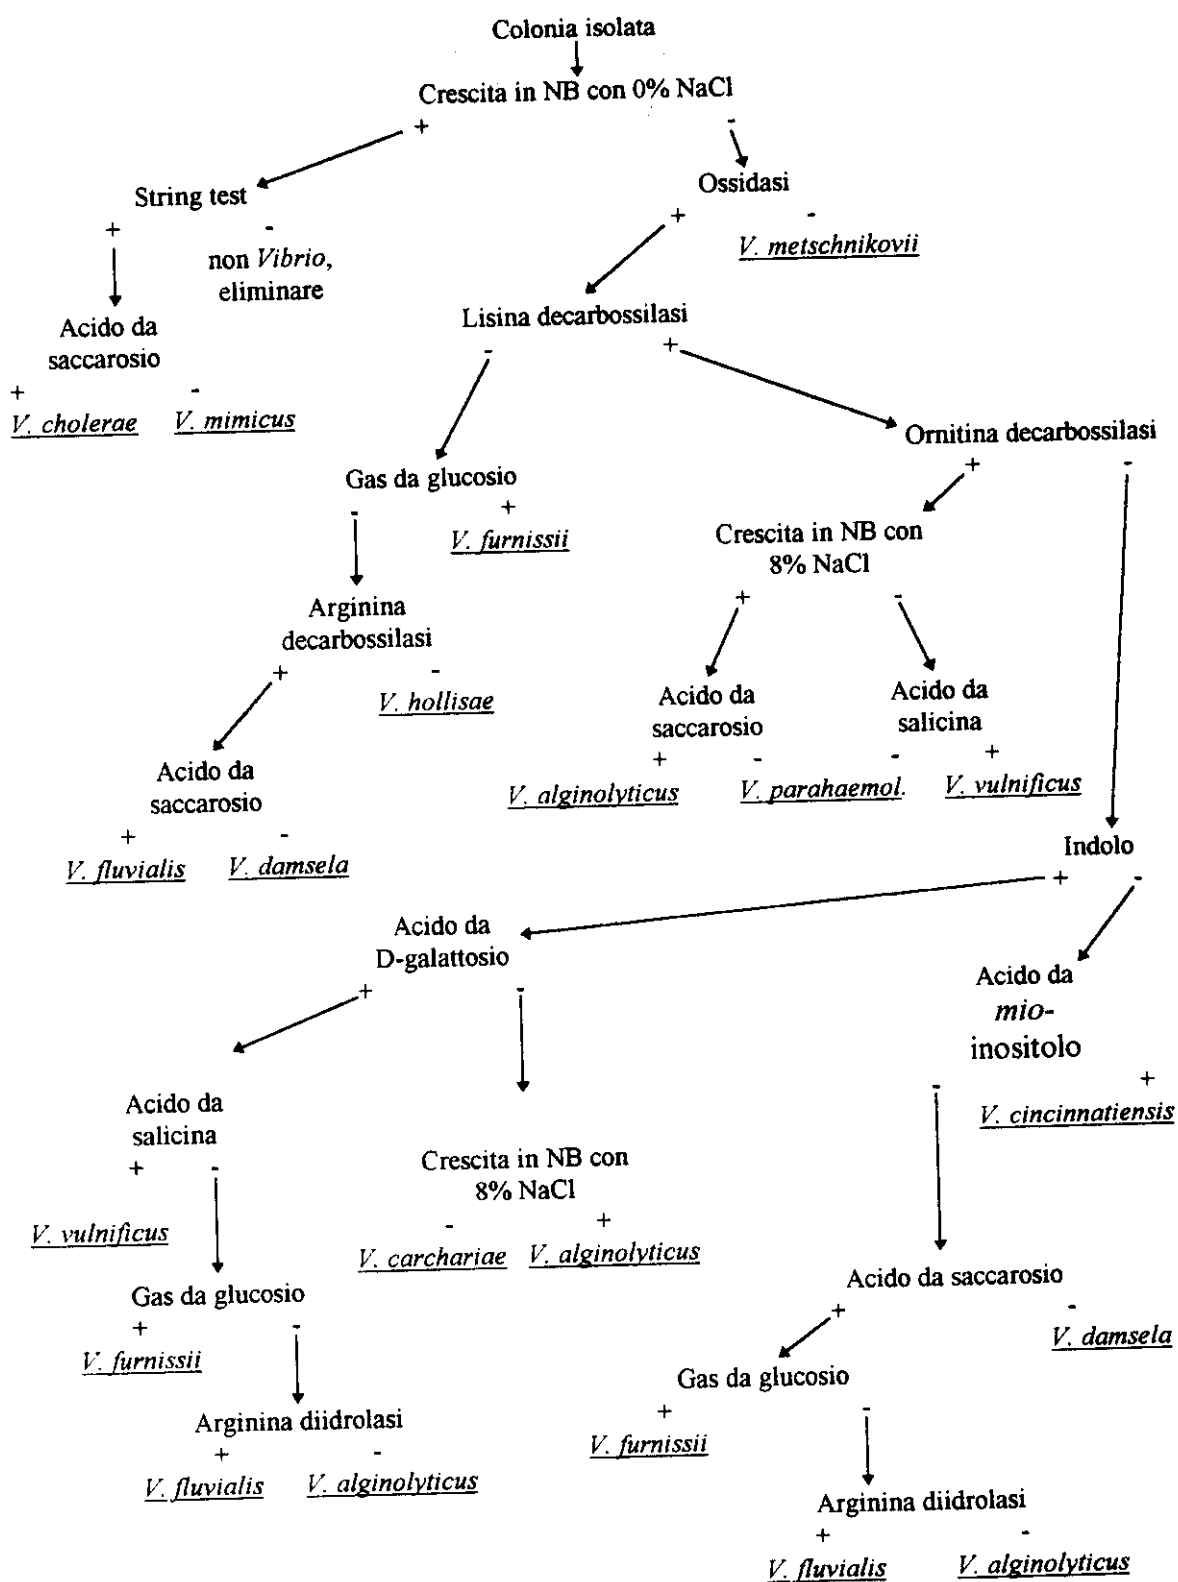 Colonia isolata
Crescita in NB con 0% NaCl
+ -
String test
Ossidasi
+ -
+ -
non Vibrio,
eliminare
V. metschnikovii
Acido da
saccarosio
Lisina decarbossilasi
- +
+ -
V. cholerae V. mimicus
Ornitina decarbossilasi
+ -
Gas da glucosio
- +
V. furnissii
Crescita in NB con
8% NaCl
+ -
Arginina
decarbossilasi
+ -
V. hollisae
Acido da
saccarosio
Acido da
salicina
+ - - +
V. alginolyticus V. parahaemol. V. vulnificus
Acido da
saccarosio
+ -
V. fluvialis V. damsela
Indolo
+ -
Acido da
D-galattosio
+ -
Acido da
mio-
inositolo
- +
V. cincinnatiensis
Acido da
salicina
+ -
V. vulnificus
Crescita in NB con
8% NaCl
- +
V. carchariae V. alginolyticus
Gas da glucosio
+ -
V. furnissii
Acido da saccarosio
+ -
V. damsela
Gas da glucosio
+ -
V. furnissii
Arginina diidrolasi
+ -
V. fluvialis V. alginolyticus
Arginina diidrolasi
+ -
V. fluvialis V. alginolyticus